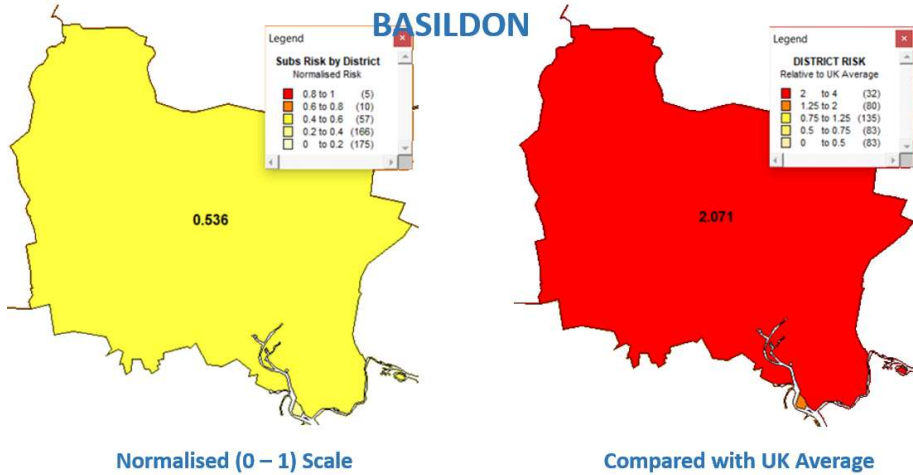 BASILDON
Legend
Subs Risk by District
Normalised Risk
0.8 to 1 (5)
0.6 to 0.8 (10)
0.4 to 0.6 (57)
0.2 to 0.4 (166)
0 to 0.2 (175)
0.536
Legend
DISTRICT RISK
Relative to UK Average
2 to 4 (32)
1.25 to 2 (80)
0.75 to 1.25 (135)
0.5 to 0.75 (83)
0 to 0.5 (83)
2.071
Normalised (0 – 1) Scale
Compared with UK Average